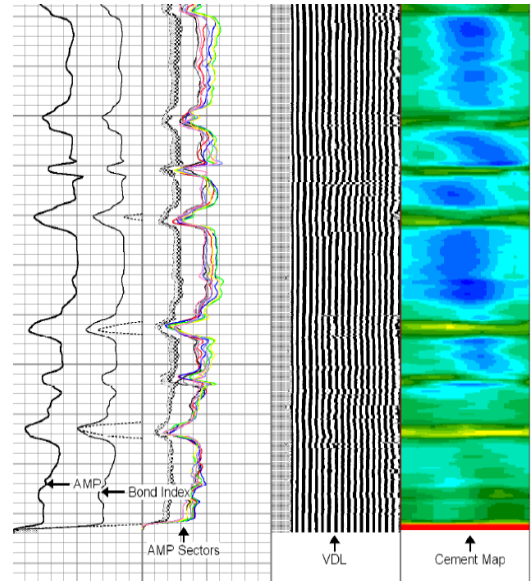 AMP
Bond Index
AMP Sectors
VDL
Cement Map